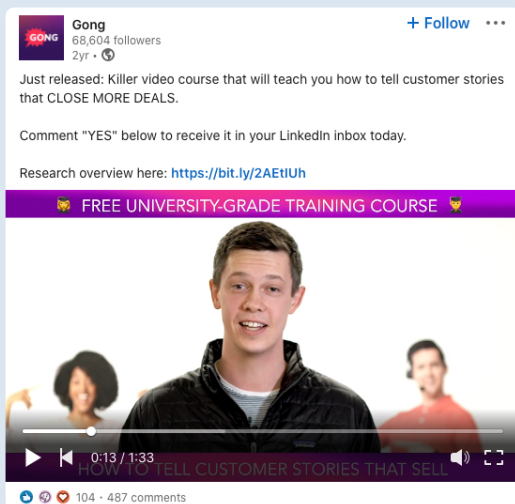 GONG
Gong
+ Follow
68,604 followers
2yr •
Just released: Killer video course that will teach you how to tell customer stories
that CLOSE MORE DEALS.
Comment "YES" below to receive it in your LinkedIn inbox today.
Research overview here: https://bit.ly/2AEtIUh
FREE UNIVERSITY-GRADE TRAINING COURSE
0:13 / 1:33
HOW TO TELL CUSTOMER STORIES THAT SELL
104 • 487 comments